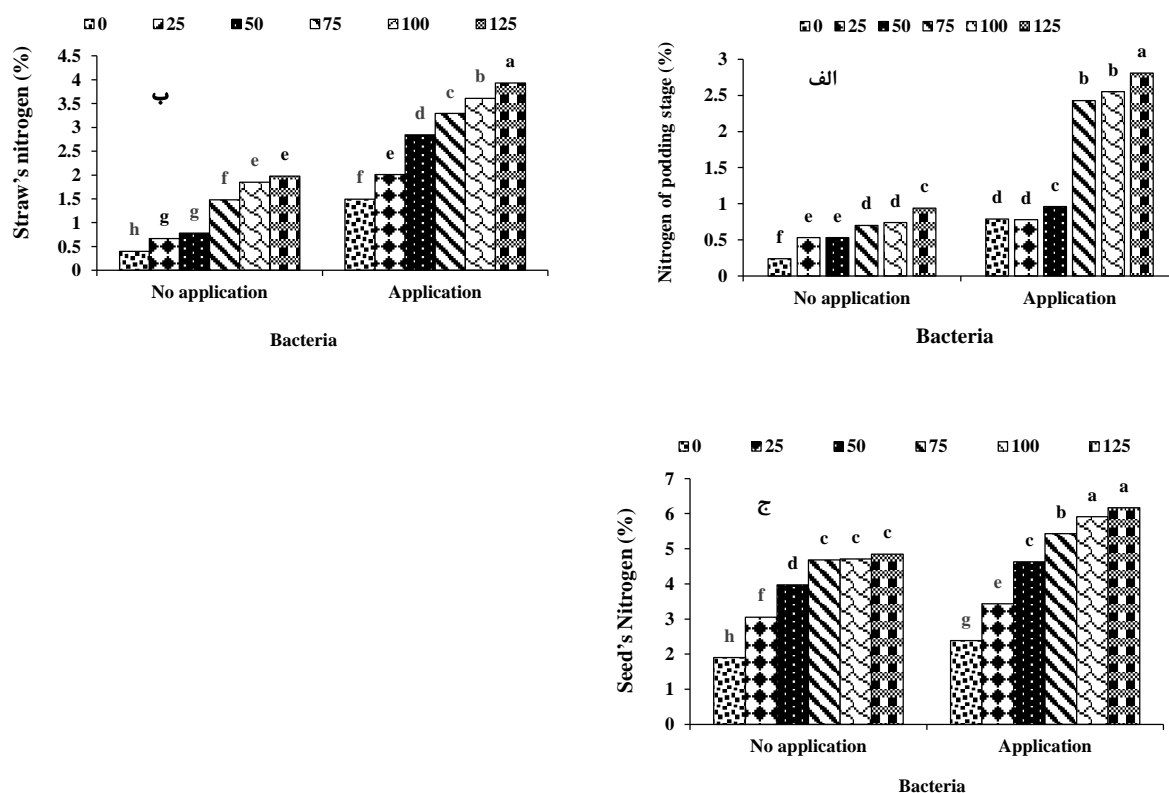 0 25 50 75 100 125
Straw's nitrogen (%)
4.5
4
3.5
3
2.5
2
1.5
1
0.5
0
ب
h g g f e e
f e d c b a
No application Application
Bacteria
0 25 50 75 100 125
Nitrogen of podding stage (%)
3
2.5
2
1.5
1
0.5
0
الف
f e e d d c
d d c b b a
No application Application
Bacteria
0 25 50 75 100 125
Seed's Nitrogen (%)
7
6
5
4
3
2
1
0
ج
h f d c c c
g e c b a a
No application Application
Bacteria